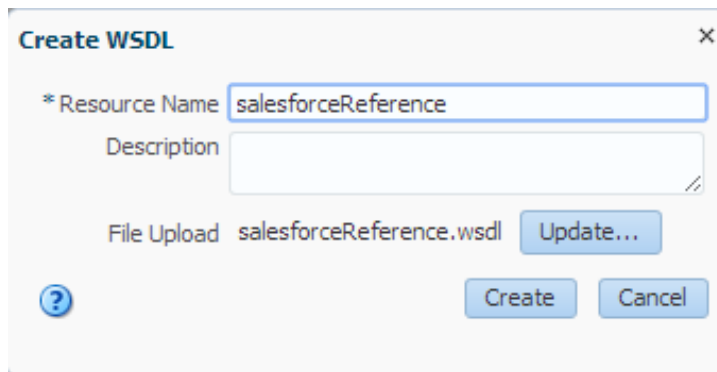 Create WSDL ×
* Resource Name salesforceReference
Description
File Upload salesforceReference.wsdl Update...
? Create Cancel